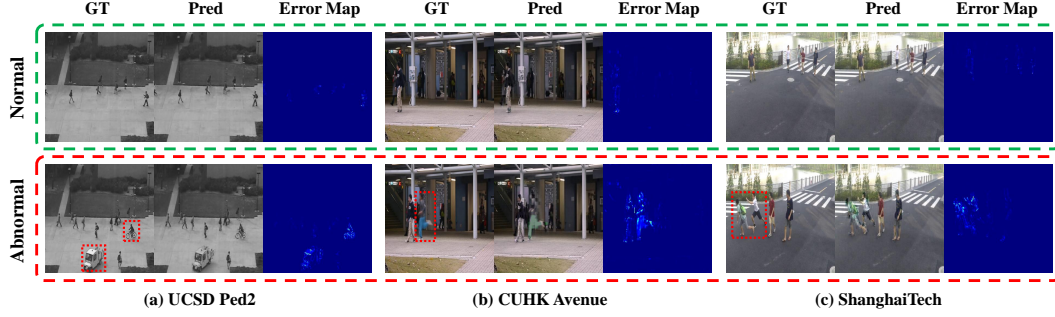 GT Pred Error Map GT Pred Error Map GT Pred Error Map
Normal
Abnormal
(a) UCSD Ped2 (b) CUHK Avenue (c) ShanghaiTech